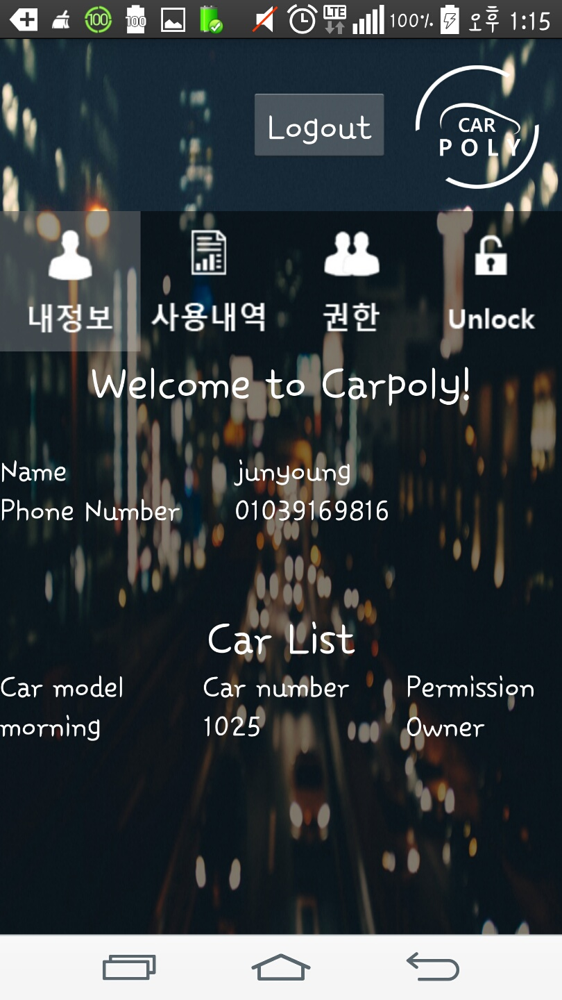 100 100 LTE 100% 오후 1:15
Logout
CAR
POLY
내정보 사용내역 권한 Unlock
Welcome to Carpoly!
Name junyoung
Phone Number 01039169816
Car List
Car model Car number Permission
morning 1025 Owner